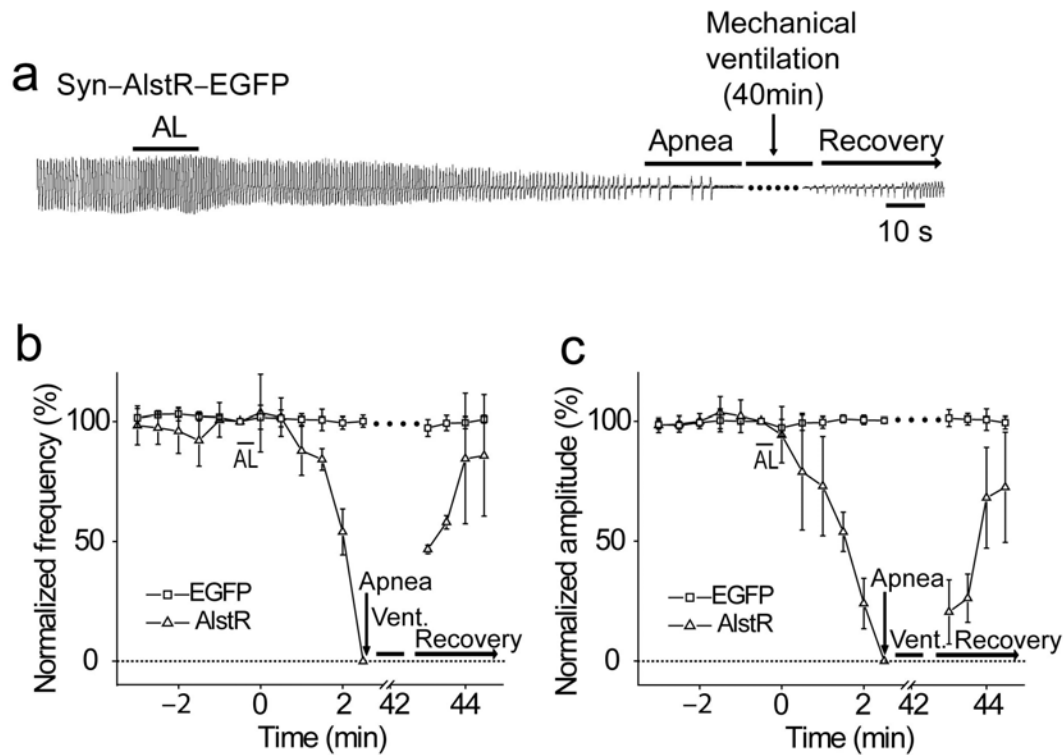 a
Syn–AlstR–EGFP
AL
Mechanical
ventilation
(40min)
Apnea
Recovery
10 s
b
Normalized frequency (%)
100
50
0
AL
EGFP
AlstR
Apnea
Vent.
Recovery
−2 0 2 42 44
Time (min)
c
Normalized amplitude (%)
100
50
0
AL
EGFP
AlstR
Apnea
Vent. Recovery
−2 0 2 42 44
Time (min)